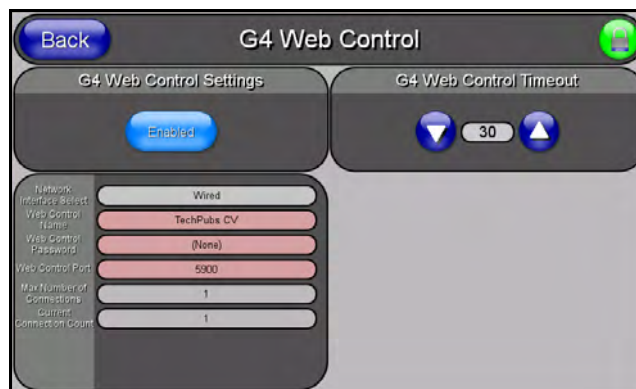 Back
G4 Web Control
G4 Web Control Settings
Enabled
G4 Web Control Timeout
30
Network
Interface Select
Wired
Web Control
Name
TechPubs CV
Web Control
Password
(None)
Web Control Port
5900
Max Number of
Connections
1
Current
Connection Count
1